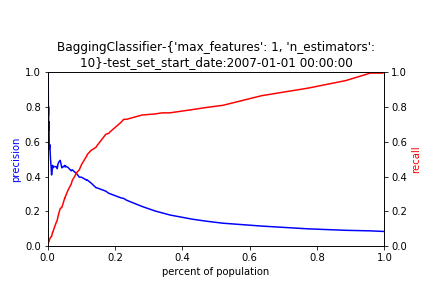 BaggingClassifier-{'max_features': 1, 'n_estimators':
10}-test_set_start_date:2007-01-01 00:00:00
1.0
0.8
0.6
0.4
0.2
0.0
precision
1.0
0.8
0.6
0.4
0.2
0.0
recall
0.0 0.2 0.4 0.6 0.8 1.0
percent of population